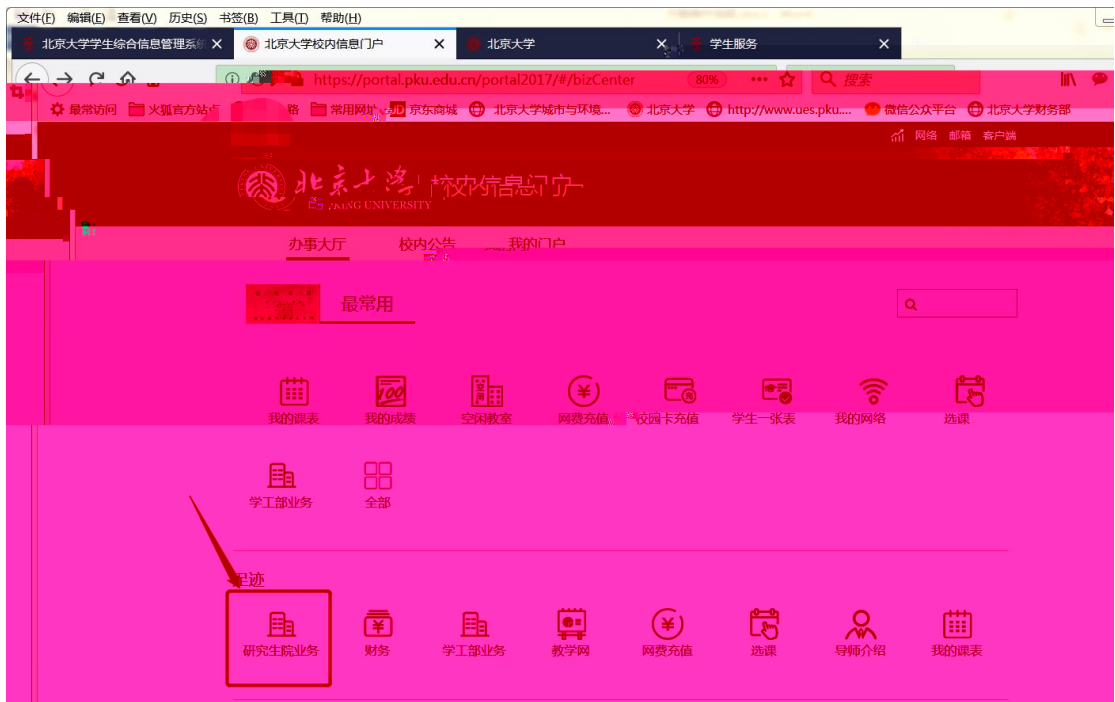 文件(F) 编辑(E) 查看(V) 历史(S) 书签(B) 工具(T) 帮助(H)
北京大学学生综合信息管理系统 北京大学校内信息门户 北京大学 学生服务
https://portal.pku.edu.cn/portal2017/#/bizCenter 80% 搜索
最常访问 火狐官方站点 常用网址 JD 京东商城 北京大学城市与环境... 北京大学 http://www.ues.pku.... 微信公众平台 北京大学财务部
网络 邮箱 客户端
北京大学 校内信息门户
PEKING UNIVERSITY
办事大厅 校内公告 我的门户
最常用
我的课表 我的成绩 空闲教室 网费充值 校园卡充值 学生一张表 我的网络 选课
学工部业务 全部
足迹
研究生院业务 财务 学工部业务 教学网 网费充值 选课 导师介绍 我的课表